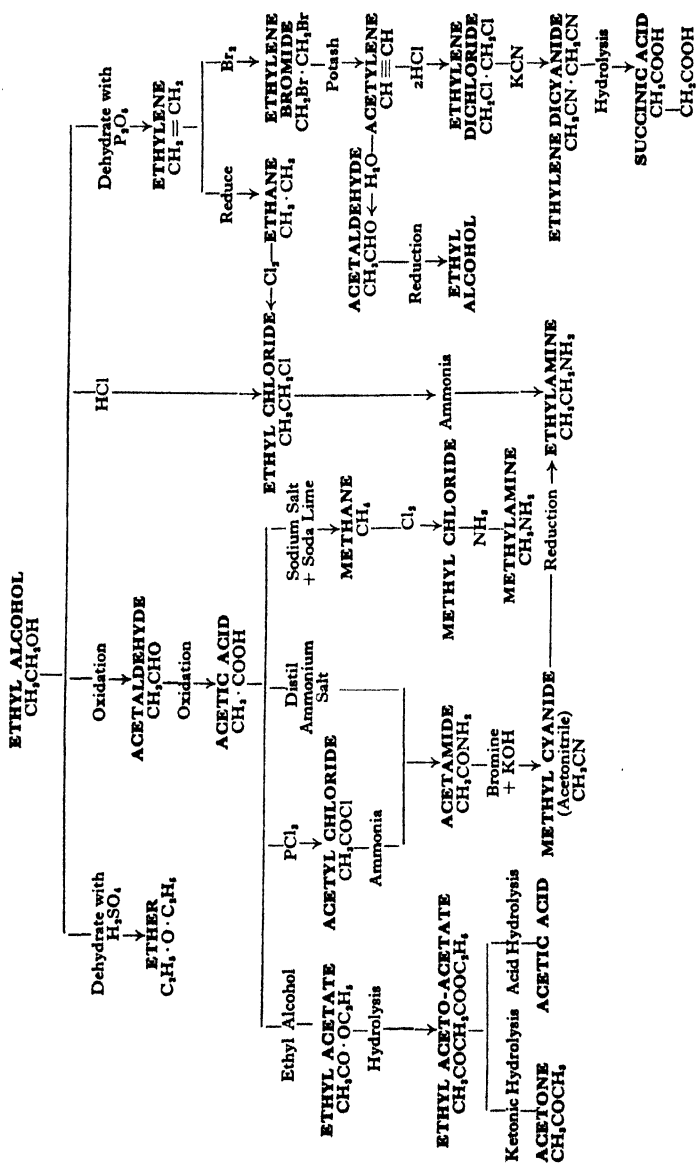 ETHYL ALCOHOL
CH₃CH₂OH
Dehydrate with
H₂SO₄
ETHER
C₂H₅·O·C₂H₅
Oxidation
ACETALDEHYDE
CH₃CHO
Oxidation
ACETIC ACID
CH₃·COOH
HCl
Dehydrate with
P₂O₅
ETHYLENE
CH₂=CH₂
Reduce
Br₂
ETHYL CHLORIDE←Cl₂—ETHANE
CH₃CH₂Cl
CH₃·CH₃
ETHYLENE
BROMIDE
CH₂Br·CH₂Br
Potash
ACETALDEHYDE
CH₃CHO←H₂O—ACETYLENE
CH≡CH
Reduction
ETHYL
ALCOHOL
2HCl
ETHYLENE
DICHLORIDE
CH₂Cl·CH₂Cl
KCN
ETHYLENE DICYANIDE
CH₂CN·CH₂CN
Hydrolysis
SUCCINIC ACID
CH₂COOH
CH₂COOH
Ethyl Alcohol
ETHYL ACETATE
CH₃CO·OC₂H₅
Hydrolysis
ETHYL ACETO-ACETATE
CH₃COCH₂COOC₂H₅
Ketonic Hydrolysis
ACETONE
CH₃COCH₃
Acid Hydrolysis
ACETIC ACID
PCl₃
ACETYL CHLORIDE
CH₃COCl
Ammonia
Distil
Ammonium
Salt
ACETAMIDE
CH₃CONH₂
Bromine
+ KOH
METHYL CYANIDE
(Acetonitrile)
CH₃CN
Sodium Salt
+ Soda Lime
METHANE
CH₄
Cl₂
METHYL CHLORIDE
NH₃
METHYLAMINE
CH₃NH₂
Ammonia
Reduction→ETHYLAMINE
CH₃CH₂NH₂